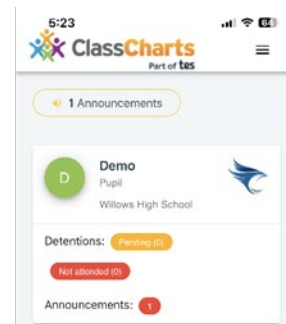 5:23
64
ClassCharts
Part of tes
1 Announcements
D
Demo
Pupil
Willows High School
Detentions: Pending (0)
Not attended (0)
Announcements: 1